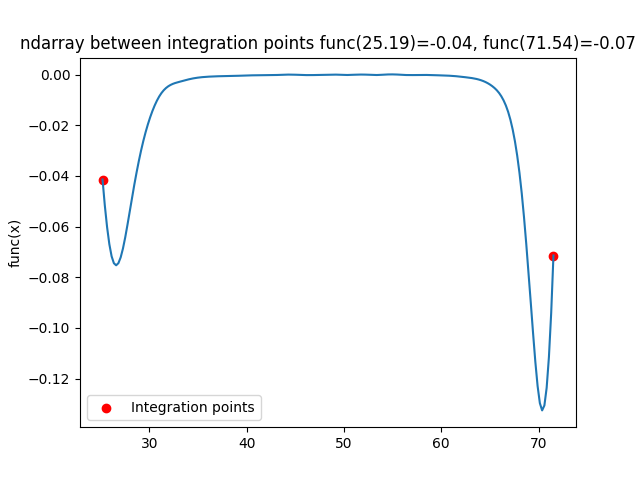 ndarray between integration points func(25.19)=-0.04, func(71.54)=-0.07
0.00
−0.02
−0.04
−0.06
−0.08
−0.10
−0.12
func(x)
Integration points
30 40 50 60 70